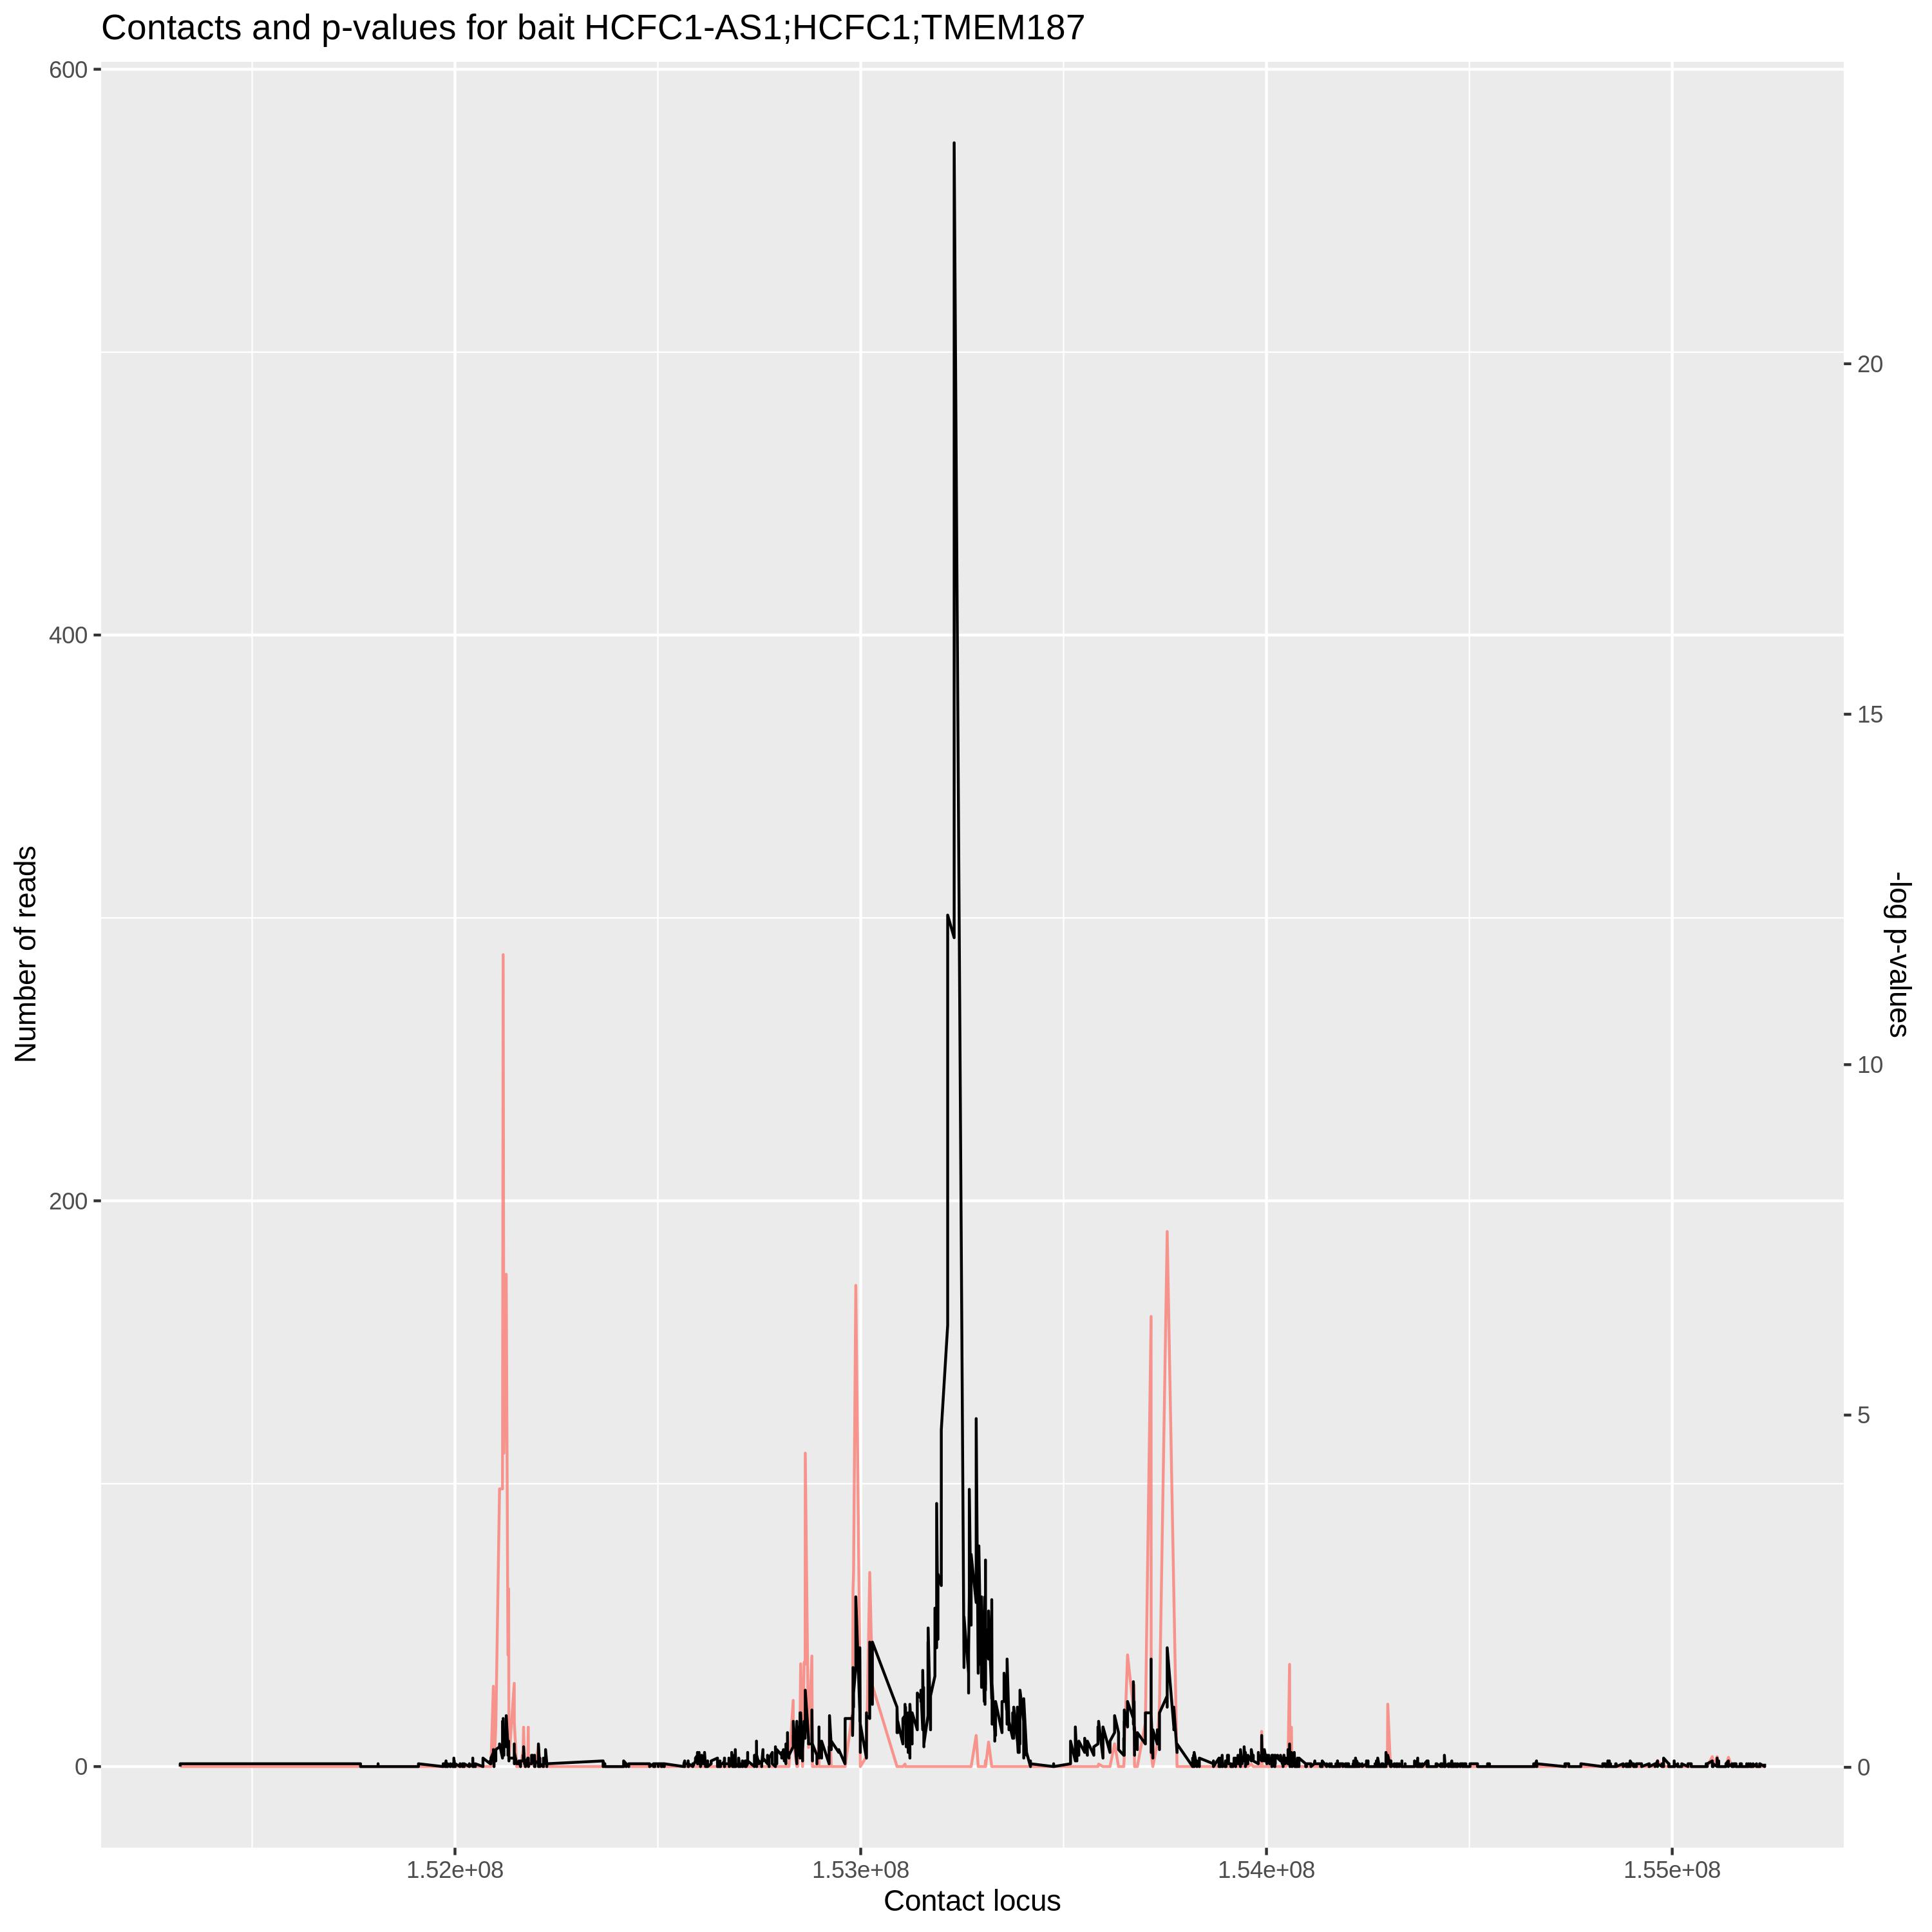 Contacts and p-values for bait HCFC1-AS1;HCFC1;TMEM187
600
400
200
0
Number of reads
20
15
10
5
0
-log p-values
1.52e+08
1.53e+08
1.54e+08
1.55e+08
Contact locus